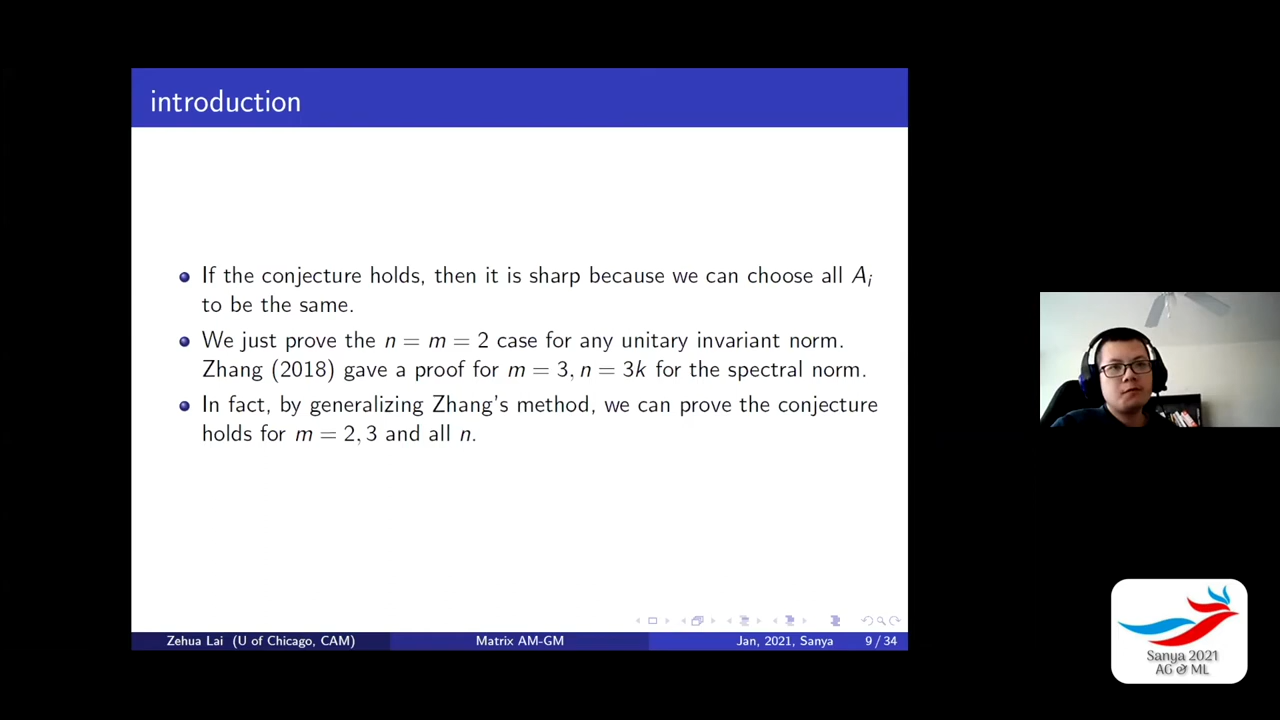 introduction
If the conjecture holds, then it is sharp because we can choose all Aᵢ
to be the same.
We just prove the n = m = 2 case for any unitary invariant norm.
Zhang (2018) gave a proof for m = 3, n = 3k for the spectral norm.
In fact, by generalizing Zhang's method, we can prove the conjecture
holds for m = 2, 3 and all n.
Zehua Lai (U of Chicago, CAM)
Matrix AM-GM
Jan, 2021, Sanya
9 / 34
Sanya 2021
AG & ML